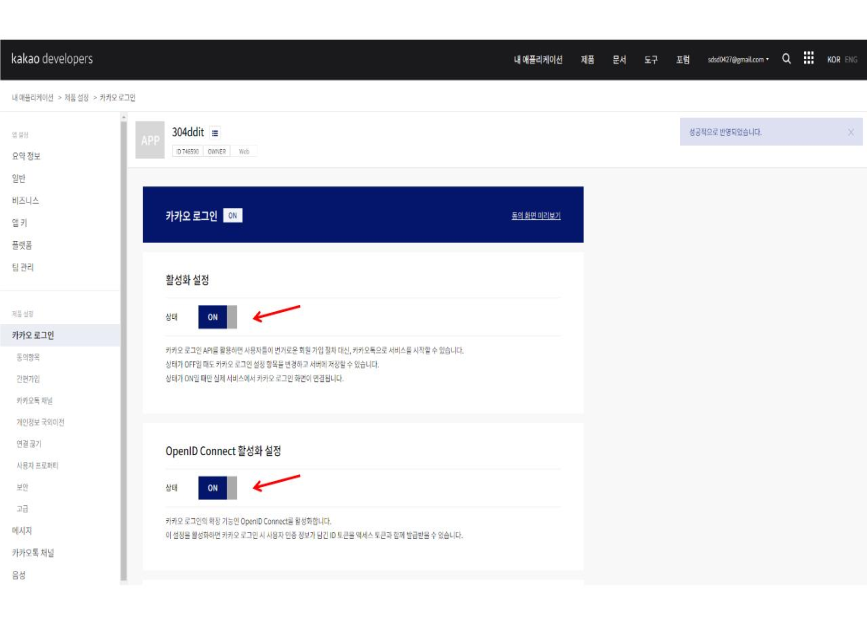 kakao developers
내 애플리케이션 제품 문서 도구 포럼 sdsd0427@gmail.com KOR ENG
내 애플리케이션 > 제품 설정 > 카카오 로그인
앱 설정
요약 정보
일반
비즈니스
앱 키
플랫폼
팀 관리
제품 설정
카카오 로그인
동의항목
간편가입
카카오톡 채널
개인정보 국외이전
연결 끊기
사용자 프로퍼티
보안
고급
메시지
카카오톡 채널
음성
APP
304ddit
ID 746500 OWNER Web
성공적으로 반영되었습니다.
카카오 로그인 ON
동의 화면 미리보기
활성화 설정
상태 ON
카카오 로그인 API를 활용하면 사용자들이 번거로운 회원 가입 절차 대신, 카카오톡으로 서비스를 시작할 수 있습니다.
상태가 OFF일 때도 카카오 로그인 설정 항목을 변경하고 서버에 저장할 수 있습니다.
상태가 ON일 때만 실제 서비스에서 카카오 로그인 화면이 연결됩니다.
OpenID Connect 활성화 설정
상태 ON
카카오 로그인의 확장 기능인 OpenID Connect를 활성화합니다.
이 설정을 활성화하면 카카오 로그인 시 사용자 인증 정보가 담긴 ID 토큰을 액세스 토큰과 함께 발급받을 수 있습니다.